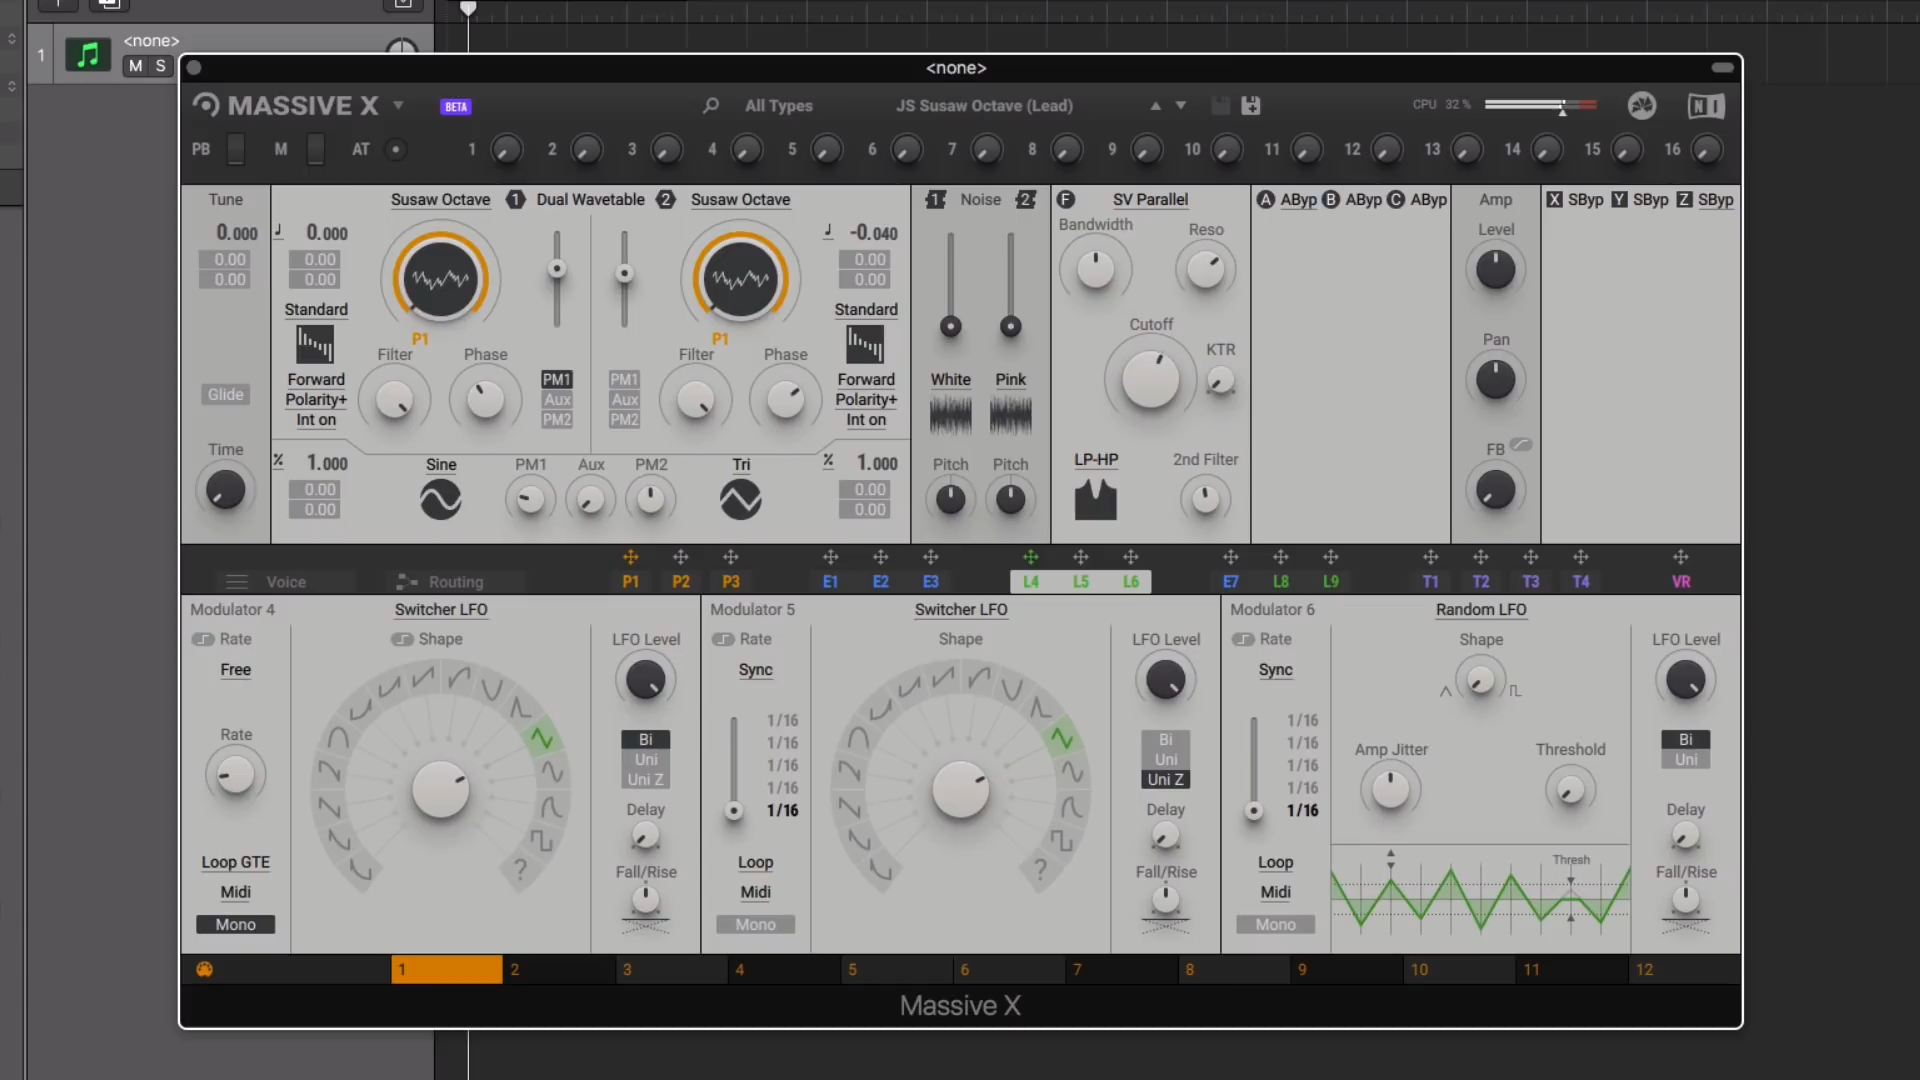 <none>
1 <none>
M S
MASSIVE X BETA All Types JS Susaw Octave (Lead) CPU 32 % NI
PB M AT 1 2 3 4 5 6 7 8 9 10 11 12 13 14 15 16
Tune Susaw Octave 1 Dual Wavetable 2 Susaw Octave 1 Noise 2 F SV Parallel A AByp B AByp C AByp Amp X SByp Y SByp Z SByp
0.000 0.000 -0.040 Bandwidth Reso Level
0.00 0.00 0.00
0.00 0.00 0.00
Standard Standard
P1 P1 Cutoff Pan
Filter Phase Filter Phase KTR
Forward PM1 PM1 Forward White Pink
Glide Polarity+ Aux Aux Polarity+
Int on PM2 PM2 Int on
Time FB
% 1.000 Sine PM1 Aux PM2 Tri % 1.000 Pitch Pitch LP-HP 2nd Filter
0.00 0.00
0.00 0.00
Voice Routing P1 P2 P3 E1 E2 E3 L4 L5 L6 E7 L8 L9 T1 T2 T3 T4 VR
Modulator 4 Switcher LFO Modulator 5 Switcher LFO Modulator 6 Random LFO
Rate Shape LFO Level Rate Shape LFO Level Rate Shape LFO Level
Free Sync Sync
1/16 1/16
Rate Bi 1/16 Bi 1/16 Bi
Uni 1/16 Uni 1/16 Amp Jitter Threshold Uni
Uni Z 1/16 Uni Z 1/16
? Delay 1/16 ? Delay 1/16 Delay
Loop GTE Loop Loop Thresh
Fall/Rise Fall/Rise Fall/Rise
Midi Midi Midi
Mono Mono Mono
1 2 3 4 5 6 7 8 9 10 11 12
Massive X